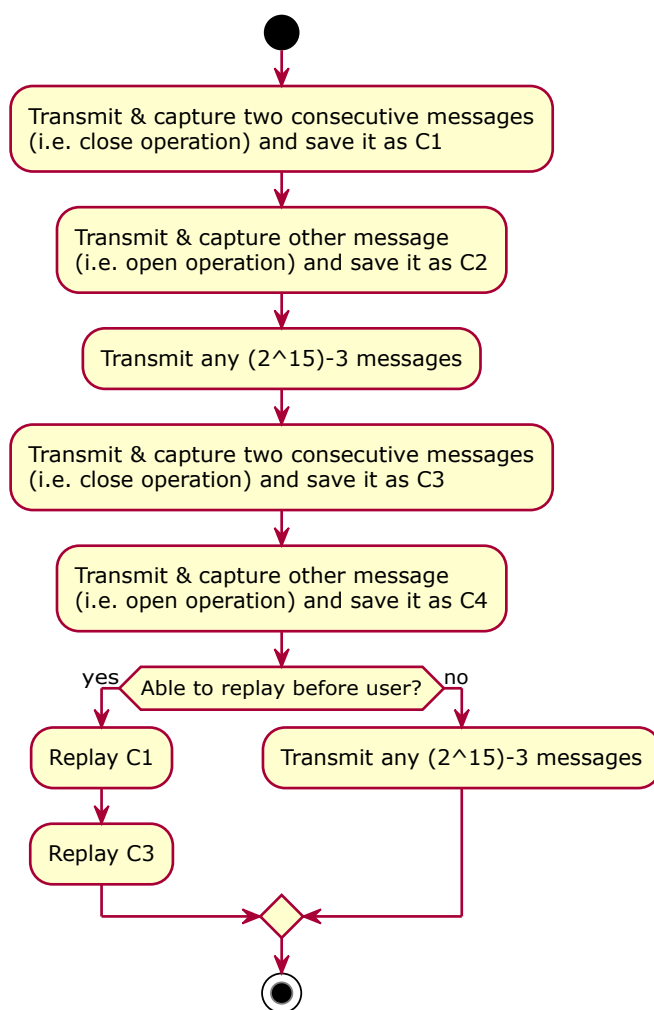 Transmit & capture two consecutive messages
(i.e. close operation) and save it as C1
Transmit & capture other message
(i.e. open operation) and save it as C2
Transmit any (2^15)-3 messages
Transmit & capture two consecutive messages
(i.e. close operation) and save it as C3
Transmit & capture other message
(i.e. open operation) and save it as C4
yes
Able to replay before user?
no
Replay C1
Transmit any (2^15)-3 messages
Replay C3